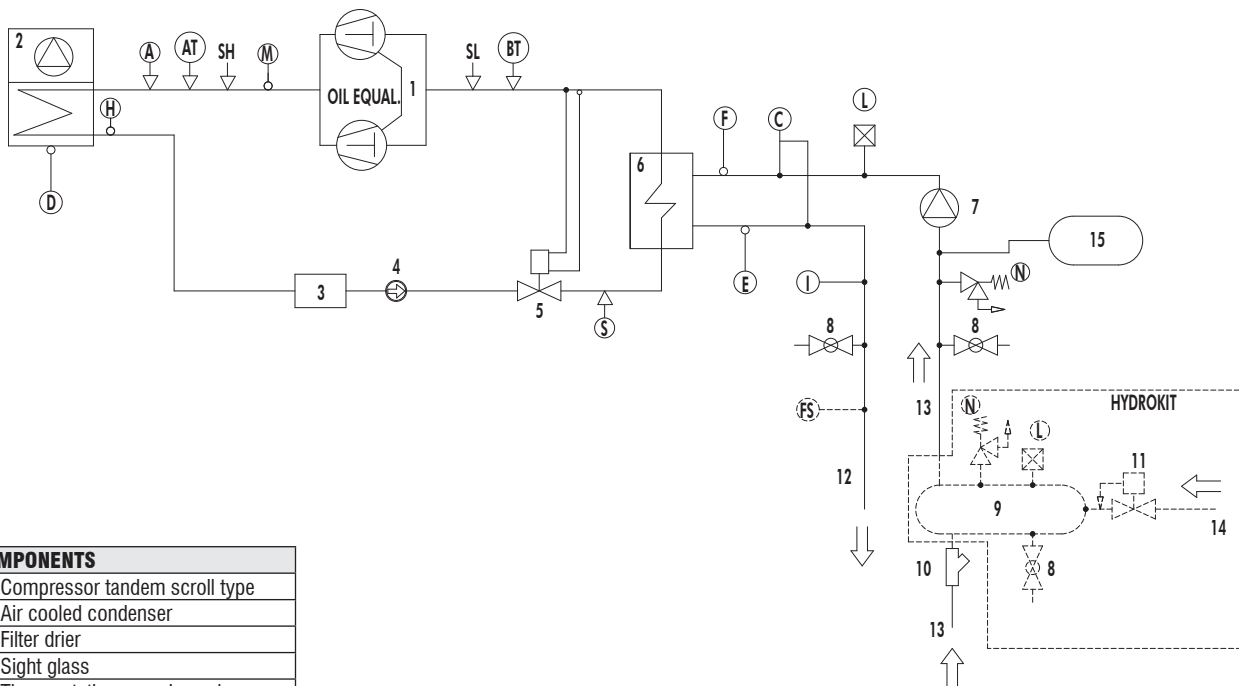 2
A
AT
SH
M
H
D
OIL EQUAL.
1
SL
BT
3
4
5
S
6
F
C
L
E
I
7
15
N
8
8
FS
13
12
HYDROKIT
N
L
11
9
14
10
8
13
MPONENTS
Compressor tandem scroll type
Air cooled condenser
Filter drier
Sight glass